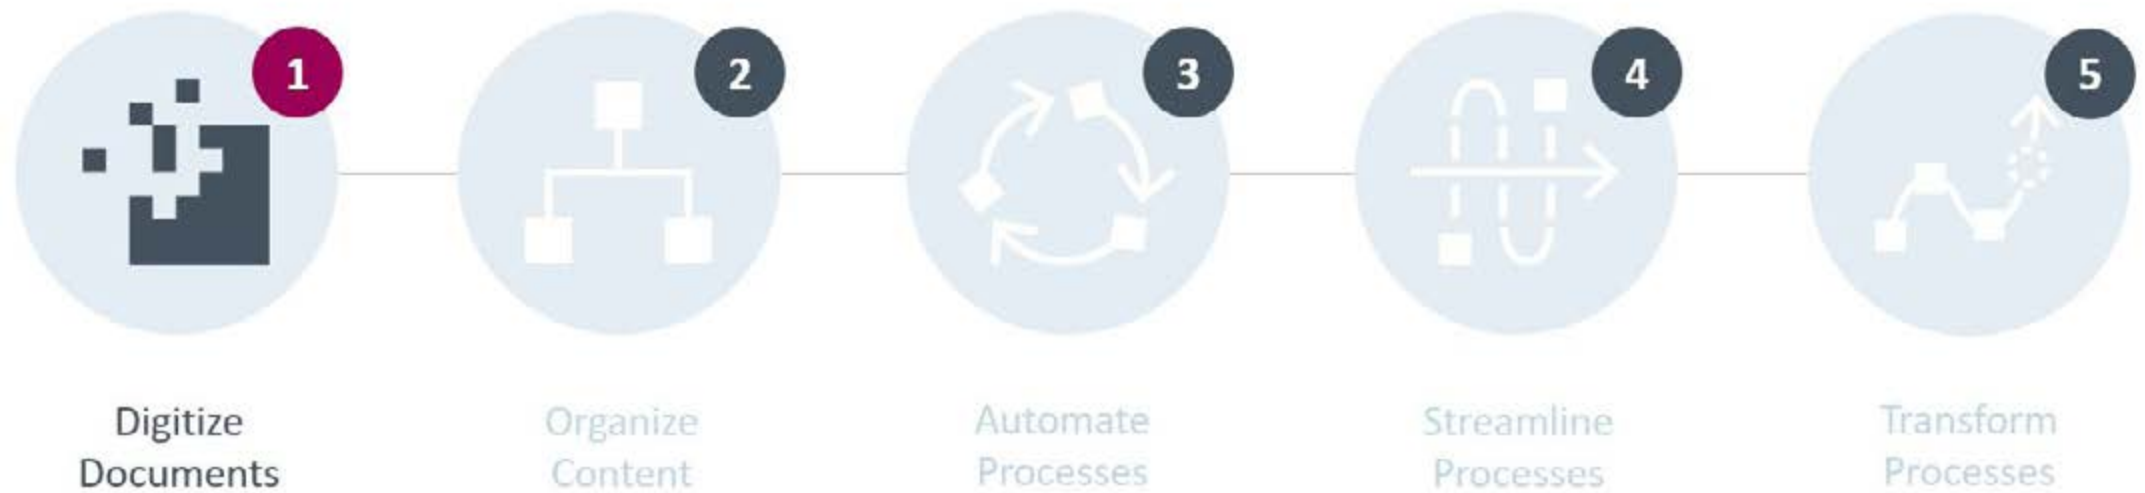 1
2
3
4
5
Digitize
Documents
Organize
Content
Automate
Processes
Streamline
Processes
Transform
Processes